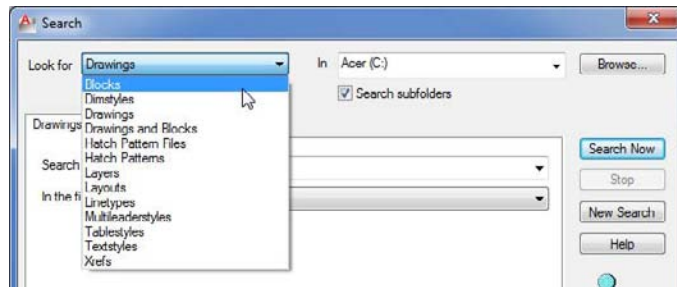 Search
Look for Drawings In Acer (C:) Browse...
Search subfolders
Blocks
Dimstyles
Drawings
Drawings and Blocks
Hatch Pattern Files
Hatch Patterns
Layers
Layouts
Linetypes
Multileaderstyles
Tablestyles
Textstyles
Xrefs
Drawings
Search
In the fi
Search Now
Stop
New Search
Help